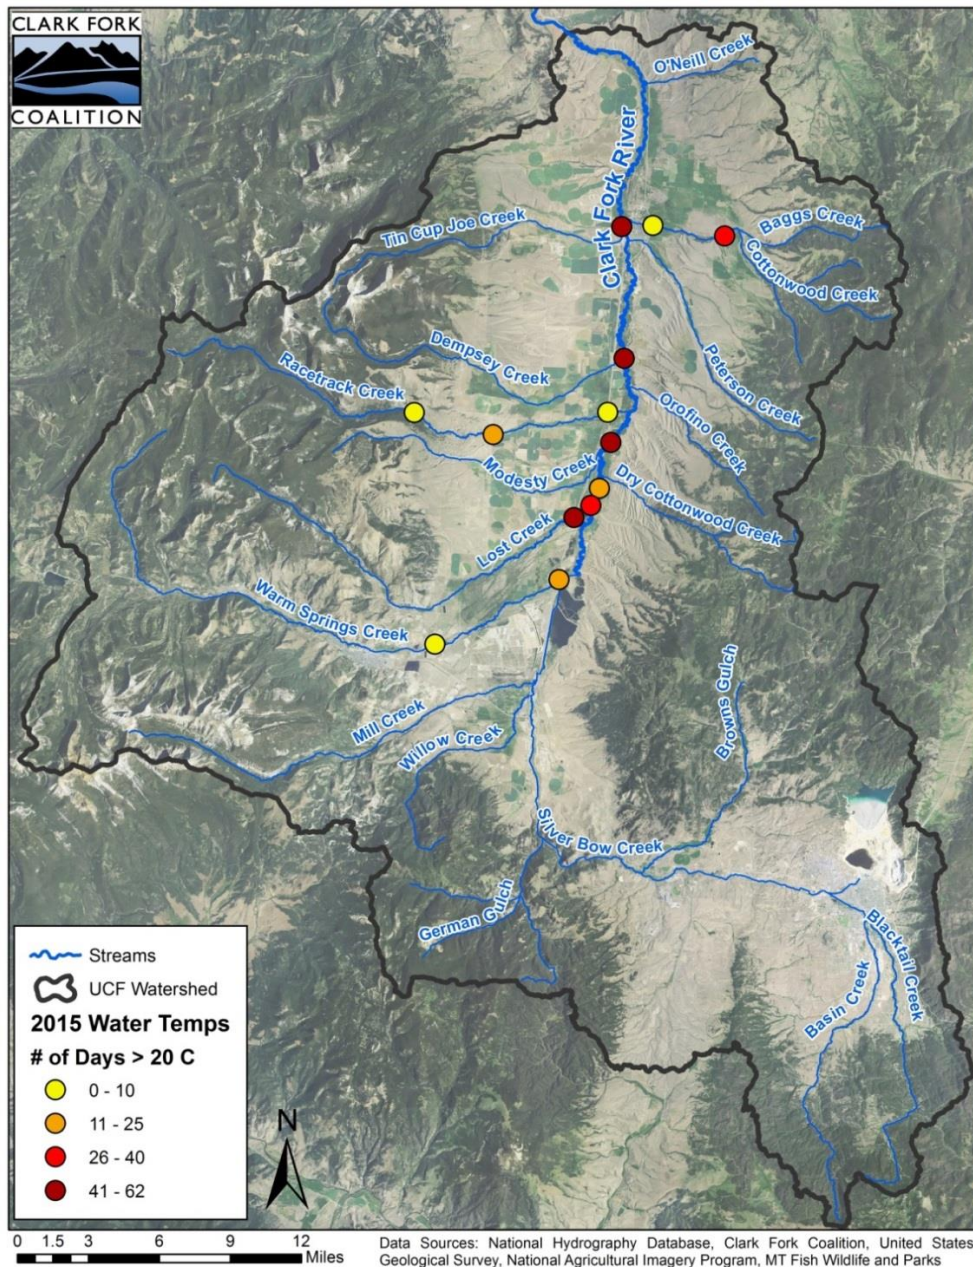 CLARK FORK
COALITION
O'Neill Creek
Clark Fork River
Tin Cup Joe Creek
Baggs Creek
Cottonwood Creek
Dempsey Creek
Racetrack Creek
Peterson Creek
Orofino Creek
Modesty Creek
Dry Cottonwood Creek
Lost Creek
Warm Springs Creek
Browns Gulch
Mill Creek
Willow Creek
Silver Bow Creek
German Gulch
Blacktail Creek
Basin Creek
Streams
UCF Watershed
2015 Water Temps
# of Days > 20 C
0 - 10
11 - 25
26 - 40
41 - 62
N
0 1.5 3 6 9 12
Miles
Data Sources: National Hydrography Database, Clark Fork Coalition, United States
Geological Survey, National Agricultural Imagery Program, MT Fish Wildlife and Parks